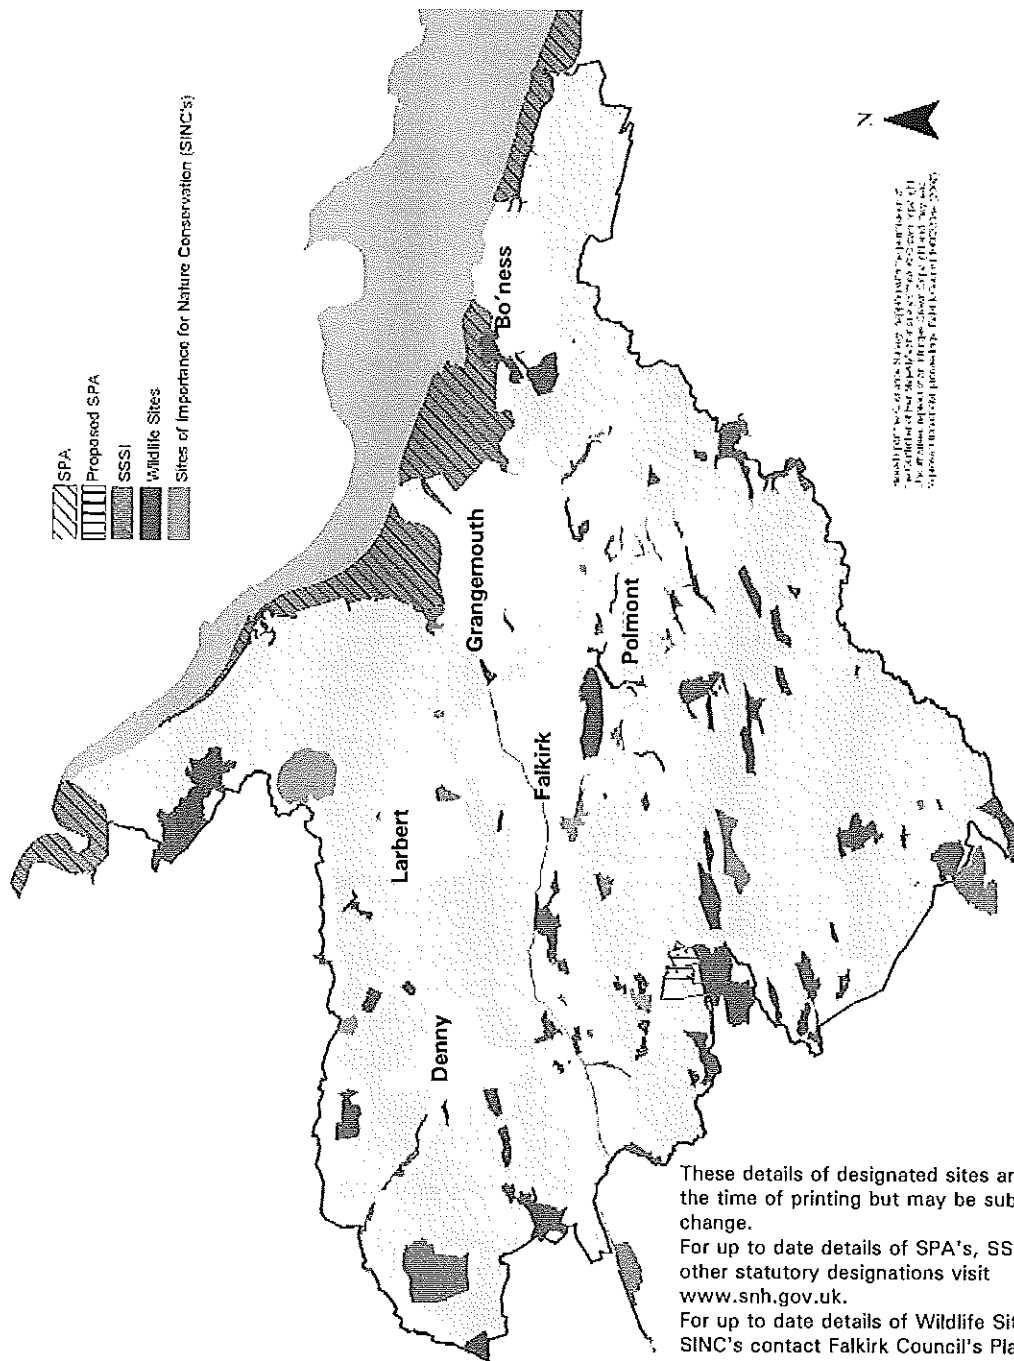 SPA
Proposed SPA
SSSI
Wildlife Sites
Sites of Importance for Nature Conservation (SINC's)
N
Bo'ness
Grangemouth
Polmont
Falkirk
Larbert
Denny
These details of designated sites ar
the time of printing but may be sub
change.
For up to date details of SPA's, SS
other statutory designations visit
www.snh.gov.uk.
For up to date details of Wildlife Sit
SINC's contact Falkirk Council's Pla